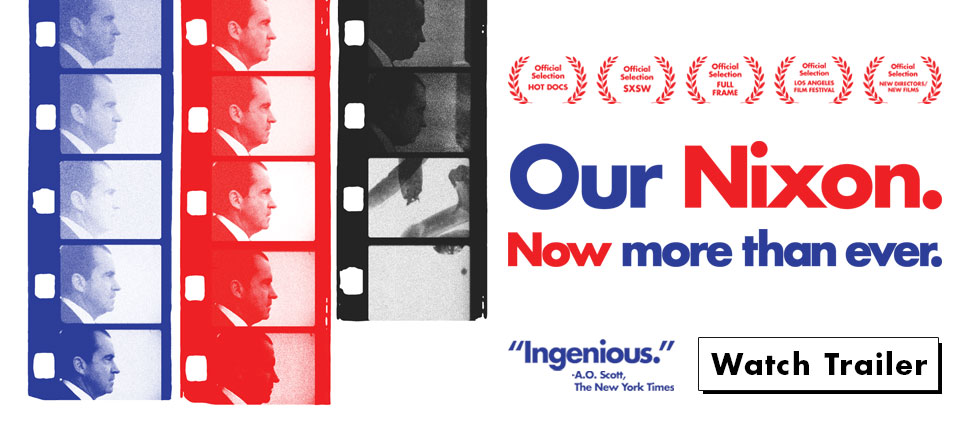 Official
Selection
HOT DOCS
Official
Selection
SXSW
Official
Selection
FULL
FRAME
Official
Selection
LOS ANGELES
FILM FESTIVAL
Official
Selection
NEW DIRECTORS/
NEW FILMS
Our Nixon.
Now more than ever.
“Ingenious.”
-A.O. Scott,
The New York Times
Watch Trailer